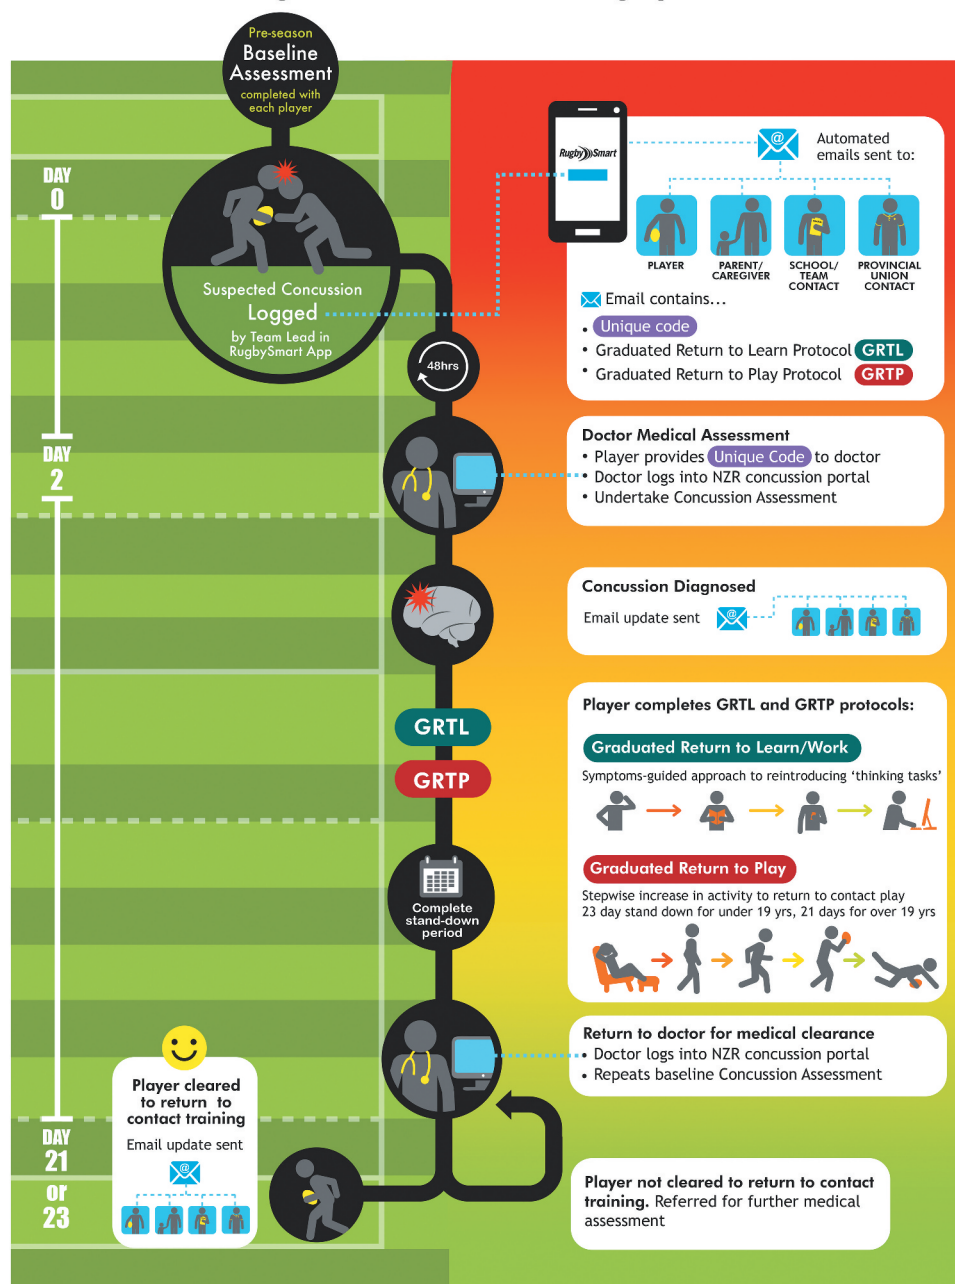 Pre-season
Baseline
Assessment
completed with
each player
DAY
0
Suspected Concussion
Logged
by Team Lead in
RugbySmart App
RugbySmart
@
Automated
emails sent to:
PLAYER
PARENT/
CAREGIVER
SCHOOL/
TEAM
CONTACT
PROVINCIAL
UNION
CONTACT
Email contains...
• Unique code
• Graduated Return to Learn Protocol GRTL
• Graduated Return to Play Protocol GRTP
48hrs
DAY
2
Doctor Medical Assessment
• Player provides Unique Code to doctor
• Doctor logs into NZR concussion portal
• Undertake Concussion Assessment
Concussion Diagnosed
Email update sent
@
GRTL
GRTP
Player completes GRTL and GRTP protocols:
Graduated Return to Learn/Work
Symptoms-guided approach to reintroducing ‘thinking tasks’
Graduated Return to Play
Stepwise increase in activity to return to contact play
23 day stand down for under 19 yrs, 21 days for over 19 yrs
Complete
stand-down
period
Return to doctor for medical clearance
• Doctor logs into NZR concussion portal
• Repeats baseline Concussion Assessment
Player cleared
to return to
contact training
Email update sent
@
DAY
21
or
23
Player not cleared to return to contact
training. Referred for further medical
assessment